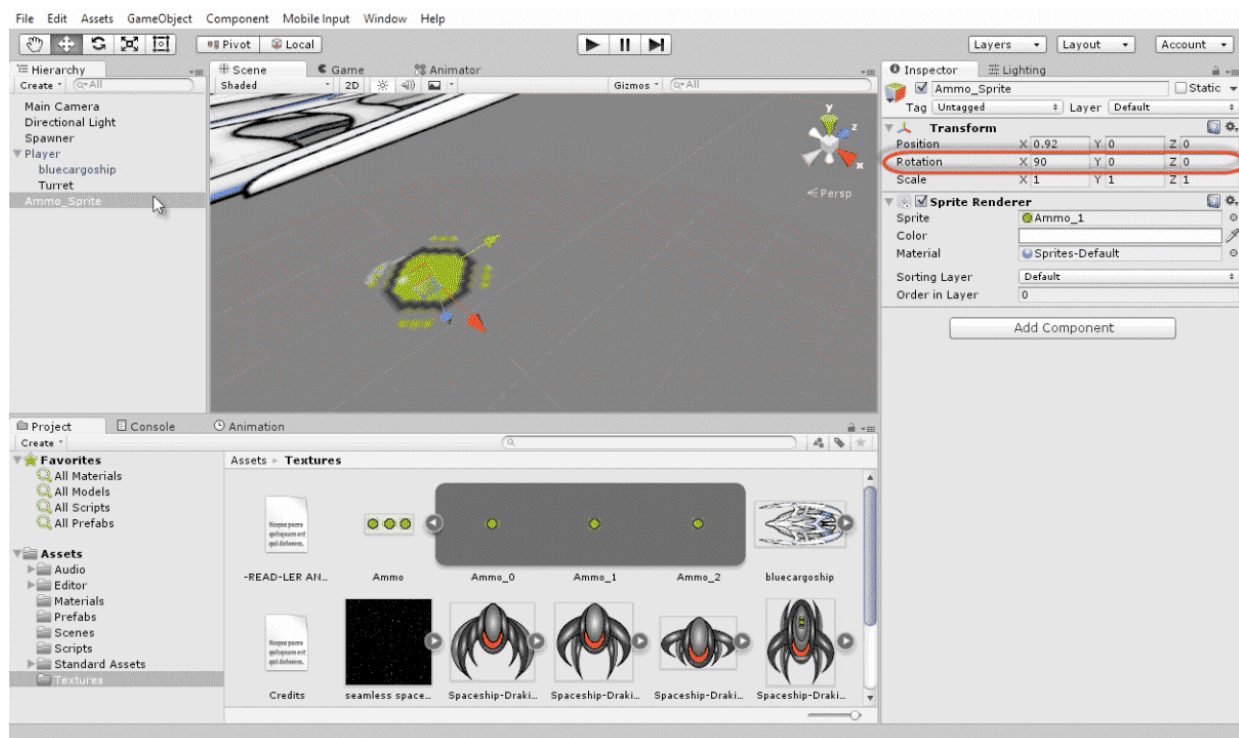 File Edit Assets GameObject Component Mobile Input Window Help
Pivot Local Layers Layout Account
Hierarchy
Create All
Main Camera
Directional Light
Spawner
Player
bluecargoship
Turret
Ammo_Sprite
Scene Game Animator
Shaded 2D Gizmos All
y
z
x
Persp
Inspector Lighting
Ammo_Sprite Static
Tag Untagged Layer Default
Transform
Position X 0.92 Y 0 Z 0
Rotation X 90 Y 0 Z 0
Scale X 1 Y 1 Z 1
Sprite Renderer
Sprite Ammo_1
Color
Material Sprites-Default
Sorting Layer Default
Order in Layer 0
Add Component
Project Console Animation
Create
Favorites
All Materials
All Models
All Scripts
All Prefabs
Assets
Audio
Editor
Materials
Prefabs
Scenes
Scripts
Standard Assets
Textures
Assets Textures
-READ-LER AN... Ammo Ammo_0 Ammo_1 Ammo_2 bluecargoship
Credits seamless space... Spaceship-Draki... Spaceship-Draki... Spaceship-Draki... Spaceship-Draki...